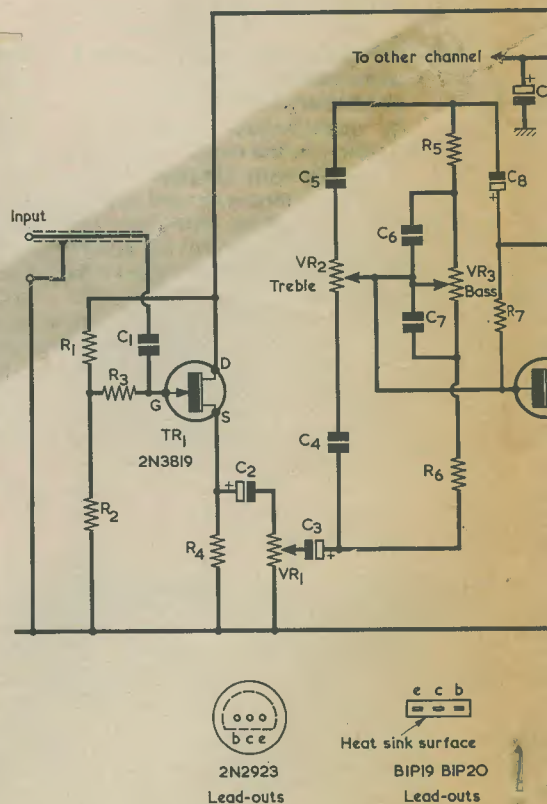 To other channel
+
C
R5
C5
C8
+
Input
C6
VR2
Treble
VR3
Bass
C7
R7
R1
C1
R3
D
G
S
TR1
2N3819
C4
R6
C2
+
R2
C3
R4
VR1
+
b c e
e c b
Heat sink surface
2N2923
BIP19 BIP20
Lead-outs
Lead-outs